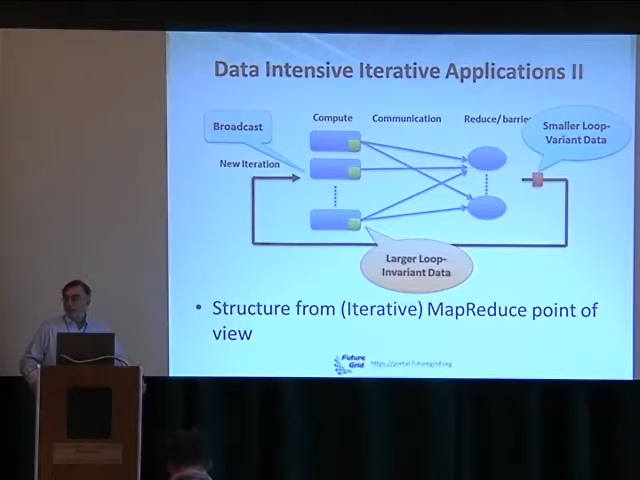 Data Intensive Iterative Applications II
Compute
Communication
Reduce/ barrier
Broadcast
Smaller Loop-
Variant Data
New Iteration
Larger Loop-
Invariant Data
• Structure from (Iterative) MapReduce point of
view
Future
Grid
https://portal.futuregrid.org